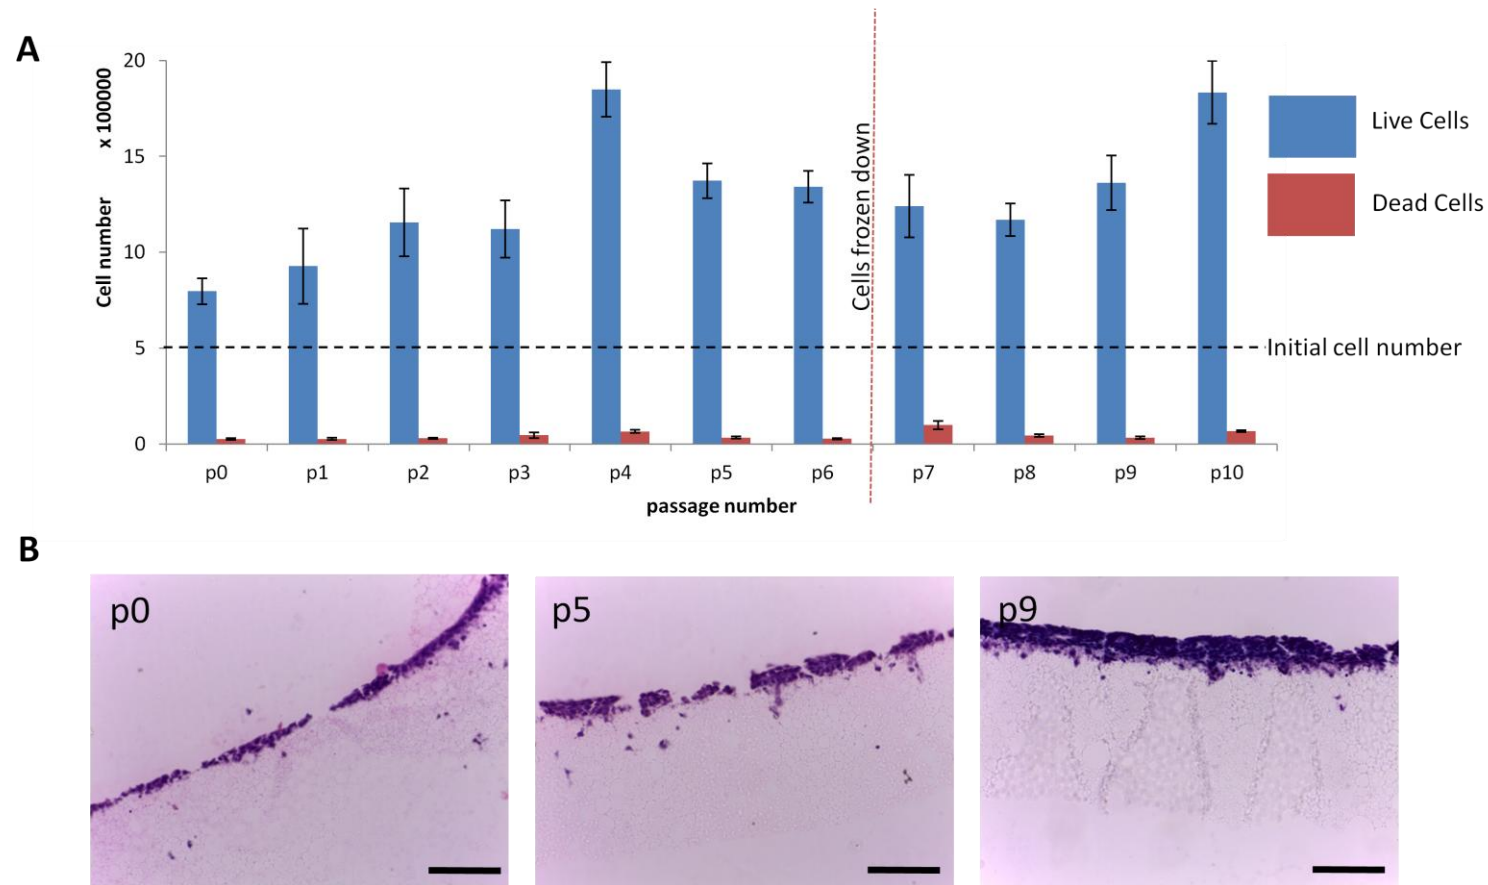 A
x 100000
Cell number
20
15
10
5
0
p0 p1 p2 p3 p4 p5 p6 p7 p8 p9 p10
passage number
Cells frozen down
Live Cells
Dead Cells
Initial cell number
B
p0
p5
p9